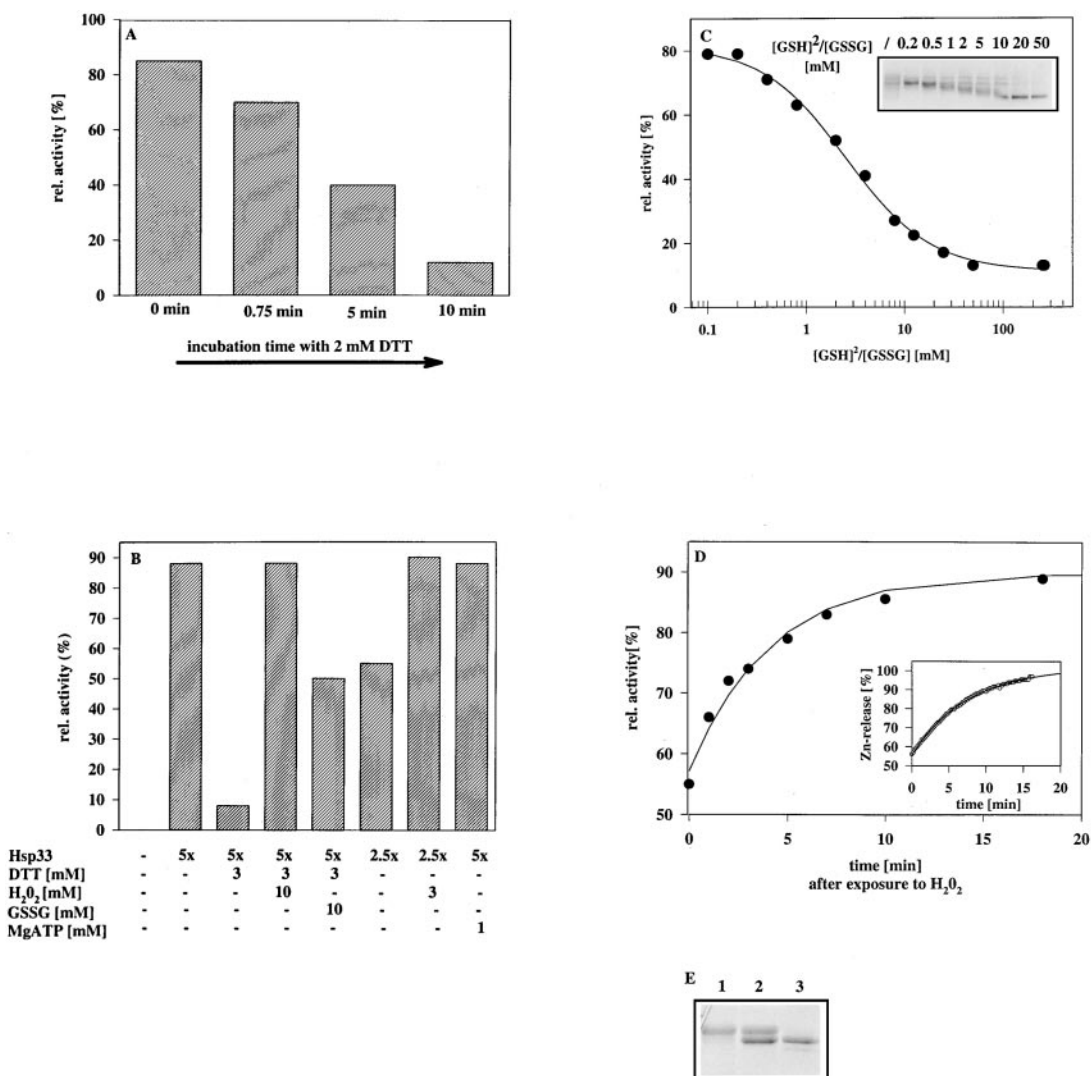 A
100
80
60
40
20
0
rel. activity [%]
0 min 0.75 min 5 min 10 min
incubation time with 2 mM DTT
C
[GSH]²/[GSSG] / 0.2 0.5 1 2 5 10 20 50
[mM]
80
60
40
20
0
rel. activity [%]
0.1 1 10 100
[GSH]²/[GSSG] [mM]
B
90
80
70
60
50
40
30
20
10
0
rel. activity (%)
Hsp33 - 5x 5x 5x 5x 2.5x 2.5x 5x
DTT [mM] - - 3 3 3 - - -
H₂0₂[mM] - - - 10 - - 3 -
GSSG [mM] - - - - 10 - - -
MgATP [mM] - - - - - - - 1
D
90
80
70
60
50
rel. activity[%]
0 5 10 15 20
time [min]
after exposure to H₂0₂
100
90
80
70
60
50
Zn-release [%]
0 5 10 15 20
time [min]
E
1 2 3